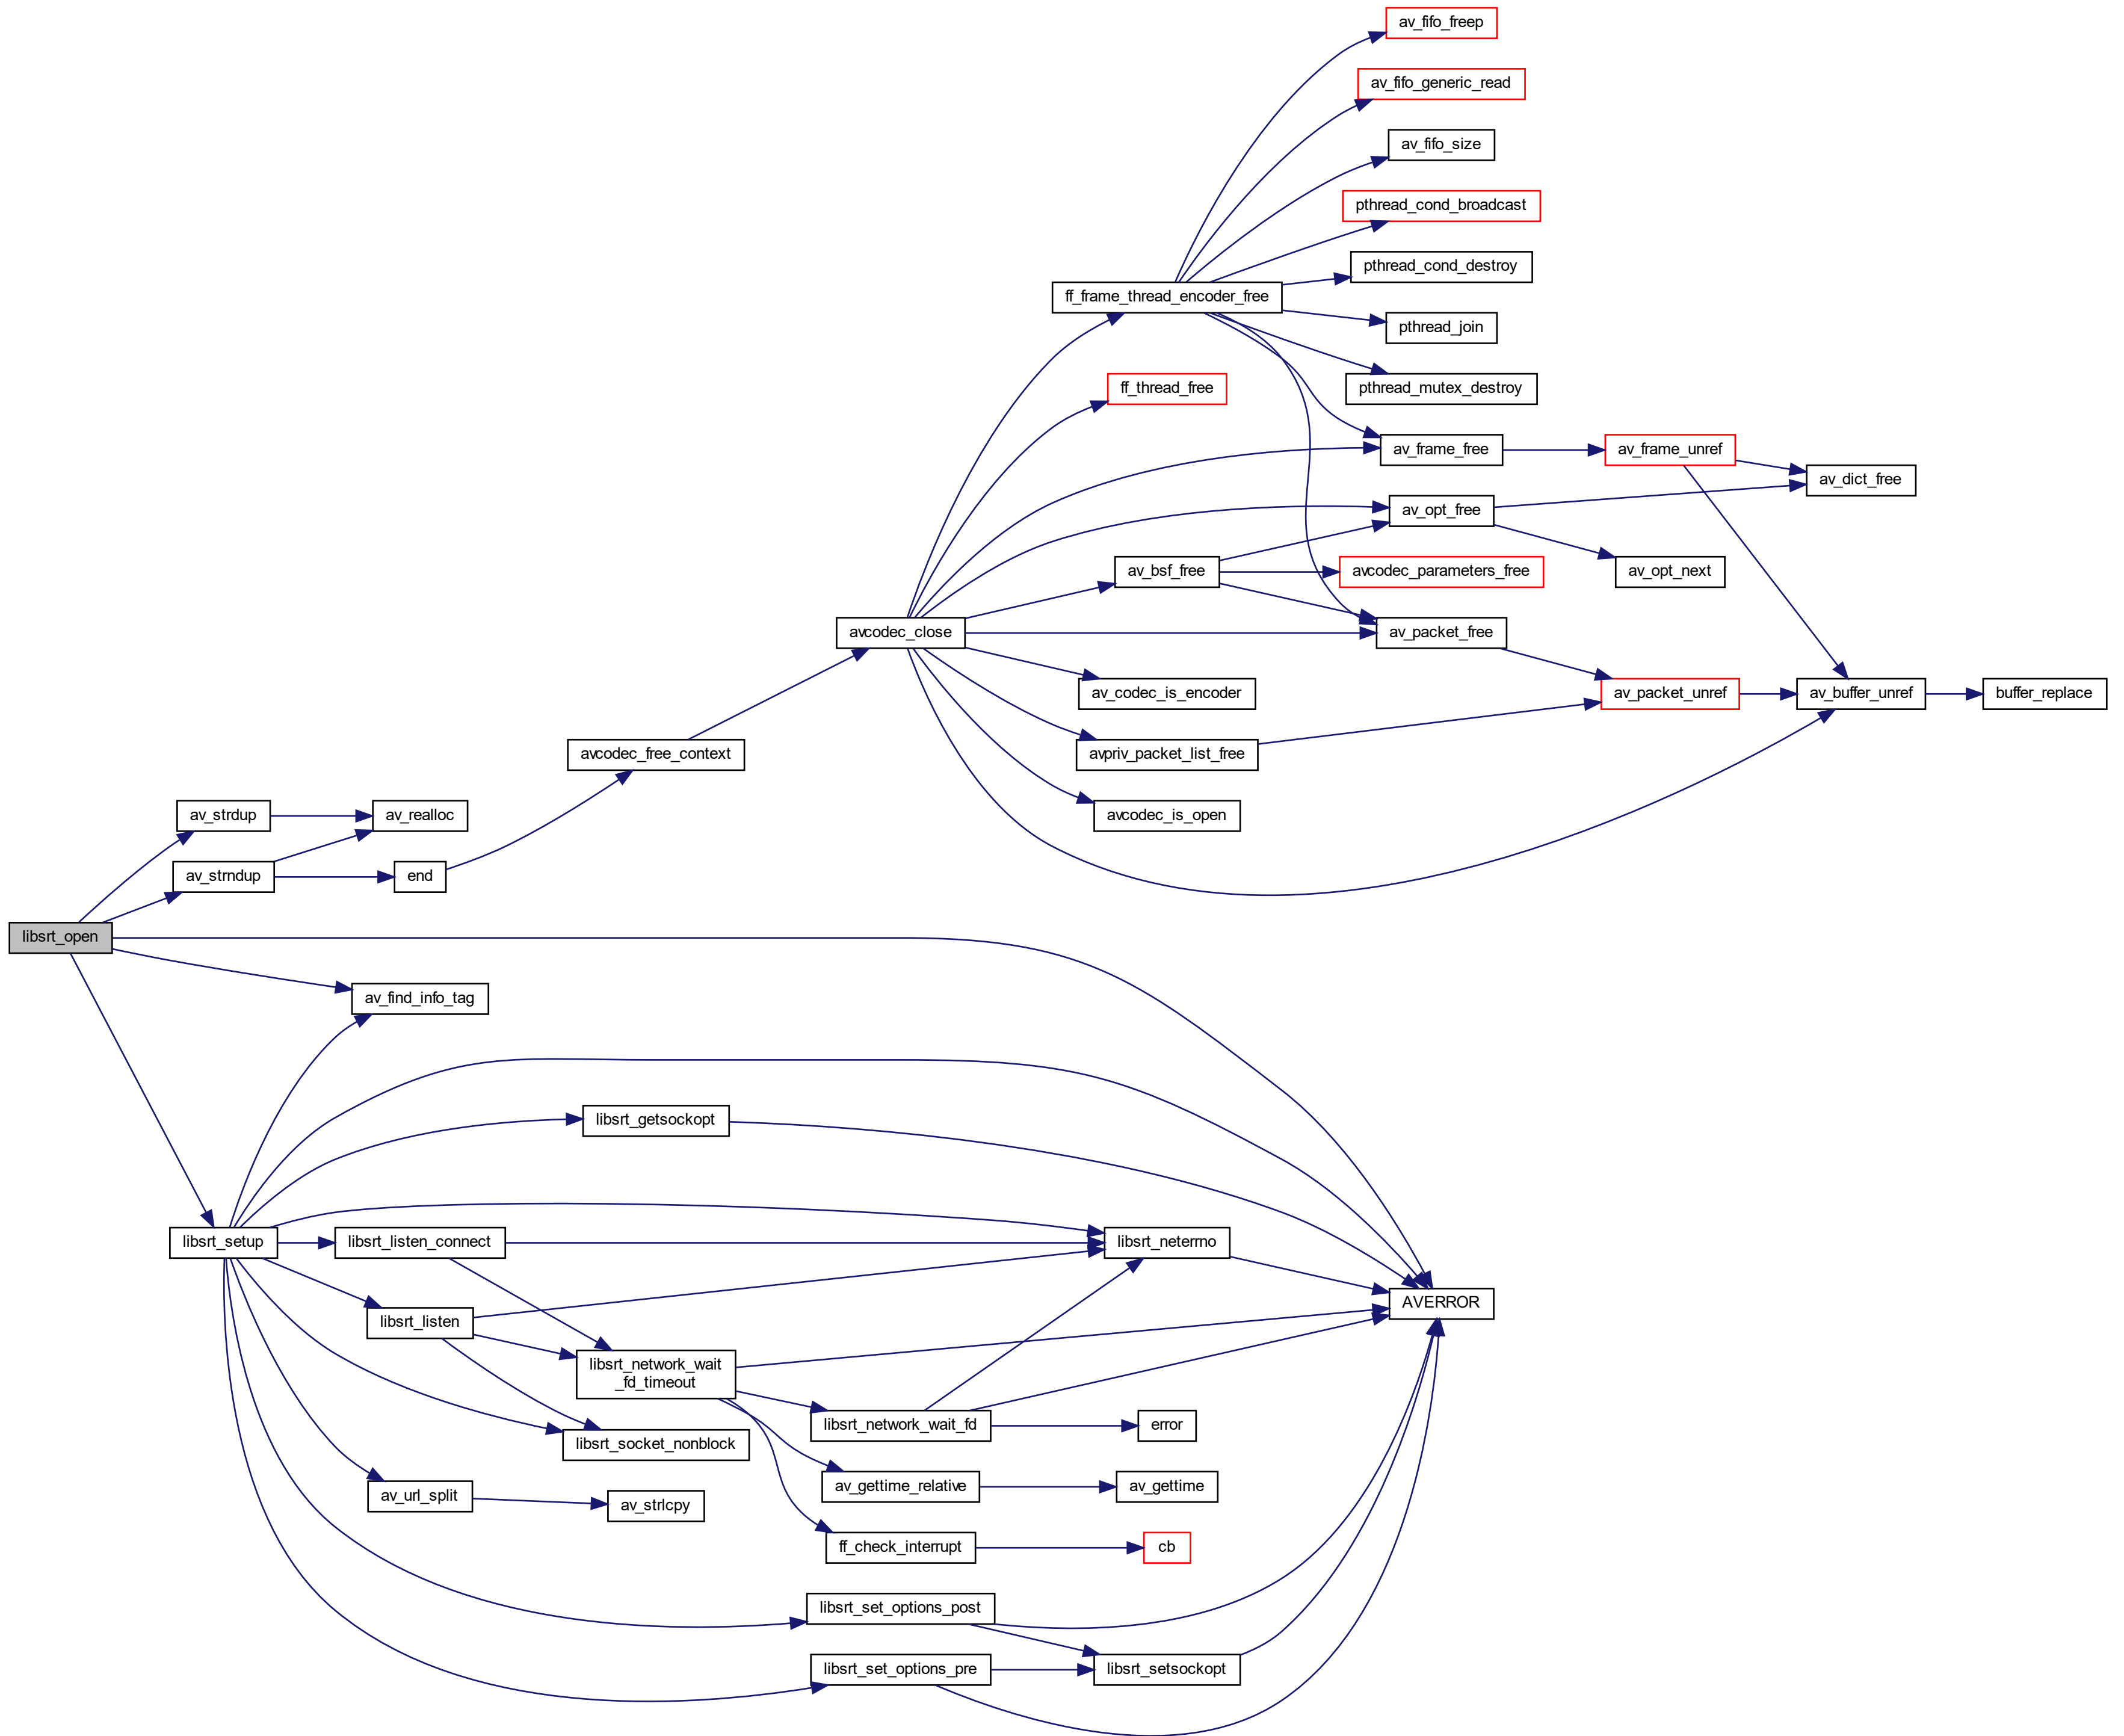 av_fifo_freep
av_fifo_generic_read
av_fifo_size
pthread_cond_broadcast
pthread_cond_destroy
ff_frame_thread_encoder_free
pthread_join
ff_thread_free
pthread_mutex_destroy
av_frame_free
av_frame_unref
av_dict_free
av_opt_free
av_bsf_free
avcodec_parameters_free
av_opt_next
avcodec_close
av_packet_free
av_codec_is_encoder
av_packet_unref
av_buffer_unref
buffer_replace
avcodec_free_context
avpriv_packet_list_free
av_strdup
av_realloc
avcodec_is_open
av_strndup
end
libsrt_open
av_find_info_tag
libsrt_getsockopt
libsrt_setup
libsrt_listen_connect
libsrt_neterrno
AVERROR
libsrt_listen
libsrt_network_wait
_fd_timeout
libsrt_network_wait_fd
error
libsrt_socket_nonblock
av_url_split
av_strlcpy
av_gettime_relative
av_gettime
ff_check_interrupt
cb
libsrt_set_options_post
libsrt_set_options_pre
libsrt_setsockopt